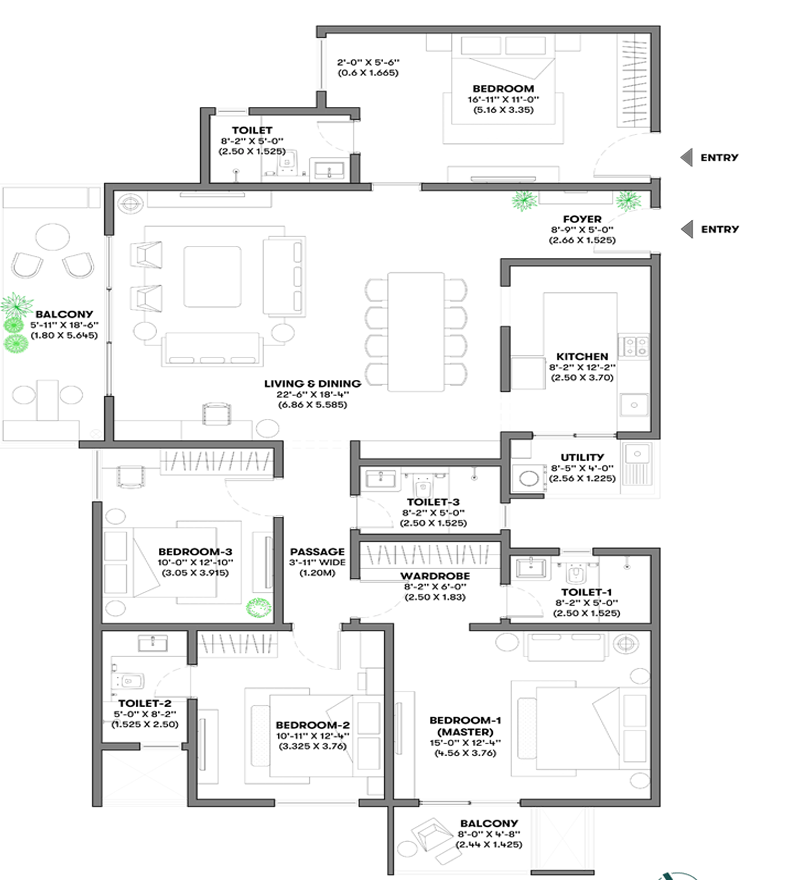 2'-0" X 5'-6"
(0.6 X 1.665)
BEDROOM
16'-11" X 11'-0"
(5.16 X 3.35)
TOILET
8'-2" X 5'-0"
(2.50 X 1.525)
ENTRY
FOYER
8'-9" X 5'-0"
(2.66 X 1.525)
ENTRY
BALCONY
5'-11" X 18'-6"
(1.80 X 5.645)
KITCHEN
8'-2" X 12'-2"
(2.50 X 3.70)
LIVING & DINING
22'-6" X 18'-4"
(6.86 X 5.585)
UTILITY
8'-5" X 4'-0"
(2.56 X 1.225)
TOILET-3
8'-2" X 5'-0"
(2.50 X 1.525)
BEDROOM-3
10'-0" X 12'-10"
(3.05 X 3.915)
PASSAGE
3'-11" WIDE
(1.20M)
WARDROBE
8'-2" X 6'-0"
(2.50 X 1.83)
TOILET-1
8'-2" X 5'-0"
(2.50 X 1.525)
TOILET-2
5'-0" X 8'-2"
(1.525 X 2.50)
BEDROOM-2
10'-11" X 12'-4"
(3.325 X 3.76)
BEDROOM-1
(MASTER)
15'-0" X 12'-4"
(4.56 X 3.76)
BALCONY
8'-0" X 4'-8"
(2.44 X 1.425)